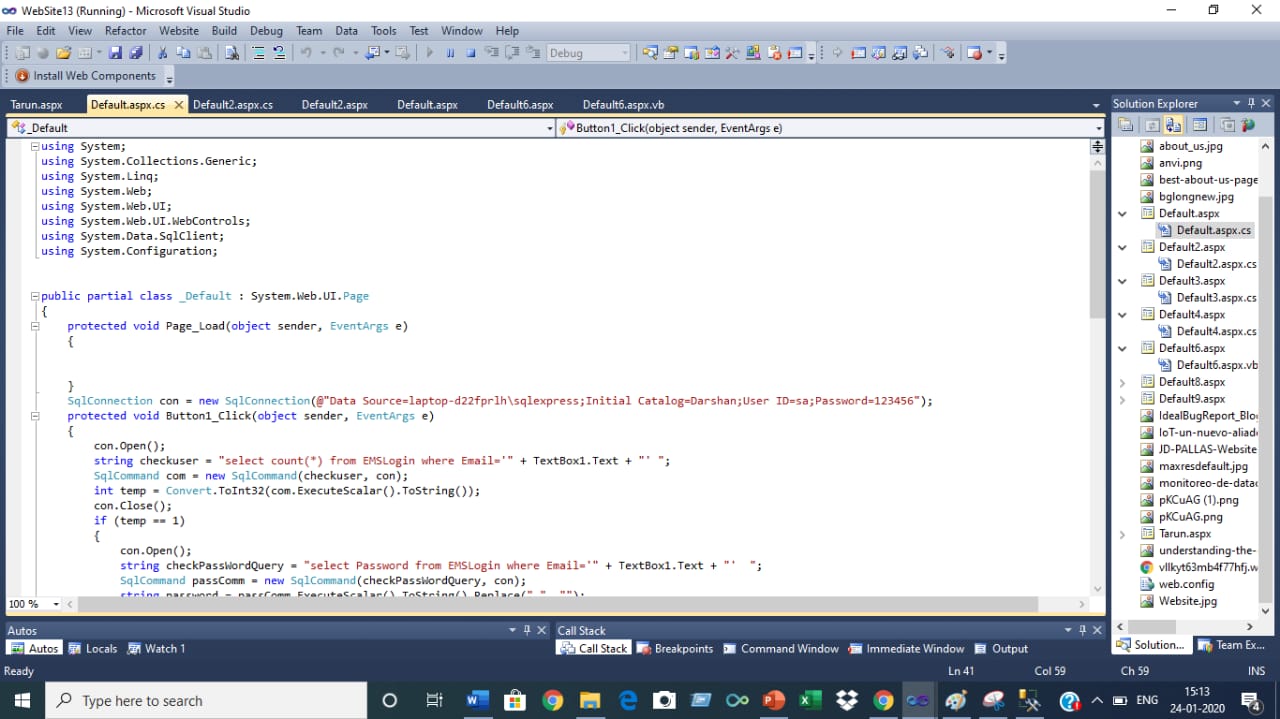 WebSite13 (Running) - Microsoft Visual Studio
File Edit View Refactor Website Build Debug Team Data Tools Test Window Help
Debug
Install Web Components
Tarun.aspx Default.aspx.cs Default2.aspx.cs Default2.aspx Default.aspx Default6.aspx Default6.aspx.vb
_Default Button1_Click(object sender, EventArgs e)
using System;
using System.Collections.Generic;
using System.Linq;
using System.Web;
using System.Web.UI;
using System.Web.UI.WebControls;
using System.Data.SqlClient;
using System.Configuration;
public partial class _Default : System.Web.UI.Page
{
protected void Page_Load(object sender, EventArgs e)
{
}
SqlConnection con = new SqlConnection(@"Data Source=laptop-d22fprlh\sqlexpress;Initial Catalog=Darshan;User ID=sa;Password=123456");
protected void Button1_Click(object sender, EventArgs e)
{
con.Open();
string checkuser = "select count(*) from EMSLogin where Email='" + TextBox1.Text + "' ";
SqlCommand com = new SqlCommand(checkuser, con);
int temp = Convert.ToInt32(com.ExecuteScalar().ToString());
con.Close();
if (temp == 1)
{
con.Open();
string checkPassWordQuery = "select Password from EMSLogin where Email='" + TextBox1.Text + "'  ";
SqlCommand passComm = new SqlCommand(checkPassWordQuery, con);
string password = passComm.ExecuteScalar().ToString().Replace(" ", "");
100 %
Solution Explorer
about_us.jpg
anvi.png
best-about-us-page
bglongnew.jpg
Default.aspx
Default.aspx.cs
Default2.aspx
Default2.aspx.cs
Default3.aspx
Default3.aspx.cs
Default4.aspx
Default4.aspx.cs
Default6.aspx
Default6.aspx.vb
Default8.aspx
Default9.aspx
IdealBugReport_Blo
IoT-un-nuevo-aliad
JD-PALLAS-Website
maxresdefault.jpg
monitoreo-de-datac
pKCuAG (1).png
pKCuAG.png
Tarun.aspx
understanding-the-
vllkyt63mb4f77hfj.w
web.config
Website.jpg
Solution... Team Ex...
Autos
Autos Locals Watch 1
Call Stack
Call Stack Breakpoints Command Window Immediate Window Output
Ready Ln 41 Col 59 Ch 59 INS
Type here to search
ENG
15:13
24-01-2020
4